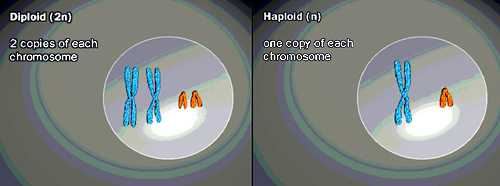 Diploid (2n)
2 copies of each
chromosome
Haploid (n)
one copy of each
chromosome